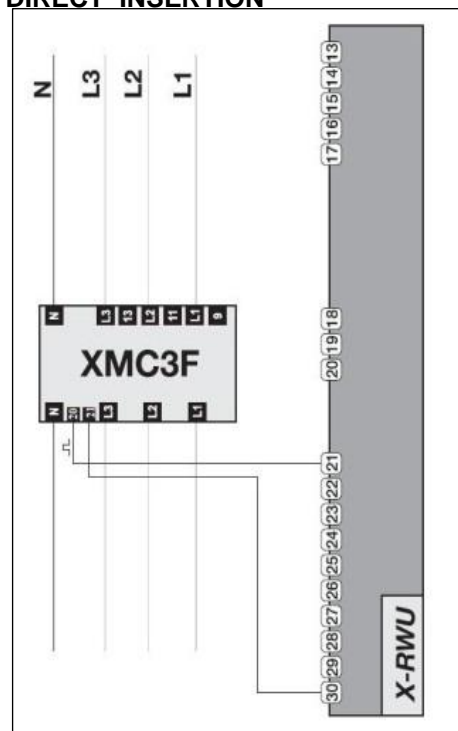 DIRECT INSERTION
N
L3
L2
L1
13
14
15
16
17
N
L3
13
L2
11
L1
9
XMC3F
N
20
21
L3
L2
L1
18
19
20
21
22
23
24
25
26
27
28
29
30
X-RWU